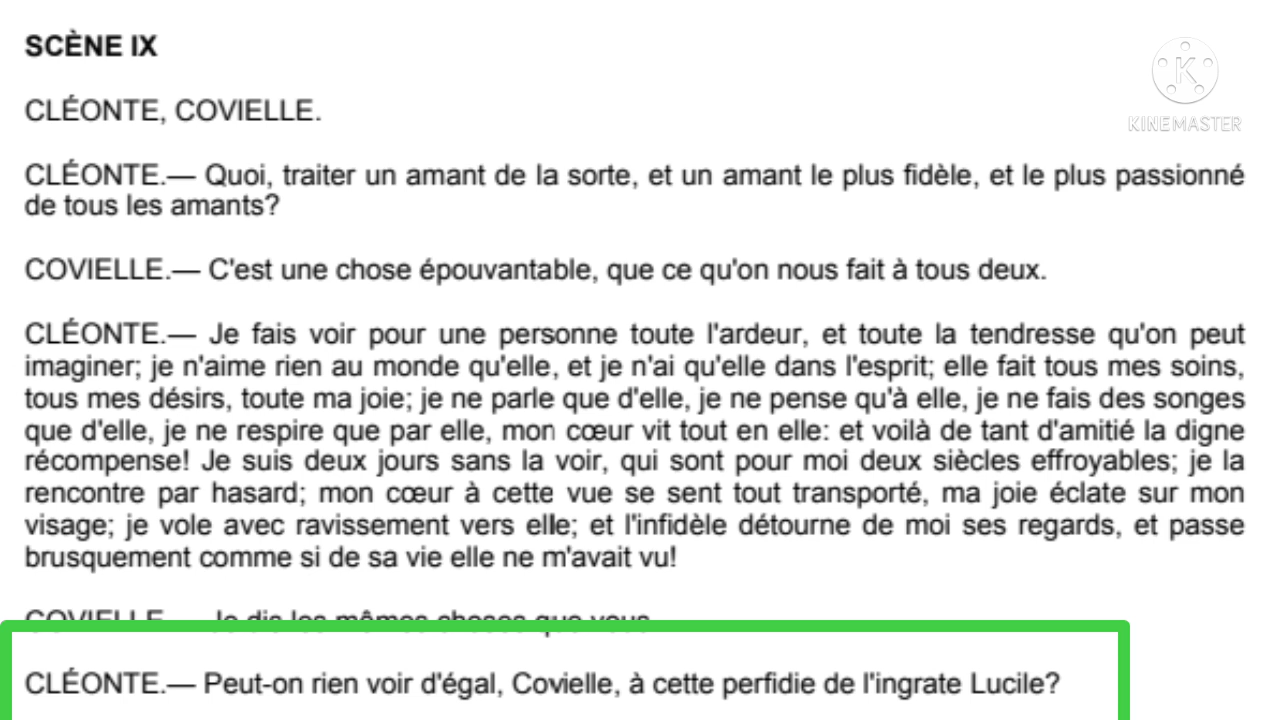 SCÈNE IX
KINEMASTER
CLÉONTE, COVIELLE.
CLÉONTE.— Quoi, traiter un amant de la sorte, et un amant le plus fidèle, et le plus passionné
de tous les amants?
COVIELLE.— C'est une chose épouvantable, que ce qu'on nous fait à tous deux.
CLÉONTE.— Je fais voir pour une personne toute l'ardeur, et toute la tendresse qu'on peut
imaginer; je n'aime rien au monde qu'elle, et je n'ai qu'elle dans l'esprit; elle fait tous mes soins,
tous mes désirs, toute ma joie; je ne parle que d'elle, je ne pense qu'à elle, je ne fais des songes
que d'elle, je ne respire que par elle, mon cœur vit tout en elle: et voilà de tant d'amitié la digne
récompense! Je suis deux jours sans la voir, qui sont pour moi deux siècles effroyables; je la
rencontre par hasard; mon cœur à cette vue se sent tout transporté, ma joie éclate sur mon
visage; je vole avec ravissement vers elle; et l'infidèle détourne de moi ses regards, et passe
brusquement comme si de sa vie elle ne m'avait vu!
COVIELLE.— Je dis les mêmes choses que vous.
CLÉONTE.— Peut-on rien voir d'égal, Covielle, à cette perfidie de l'ingrate Lucile?